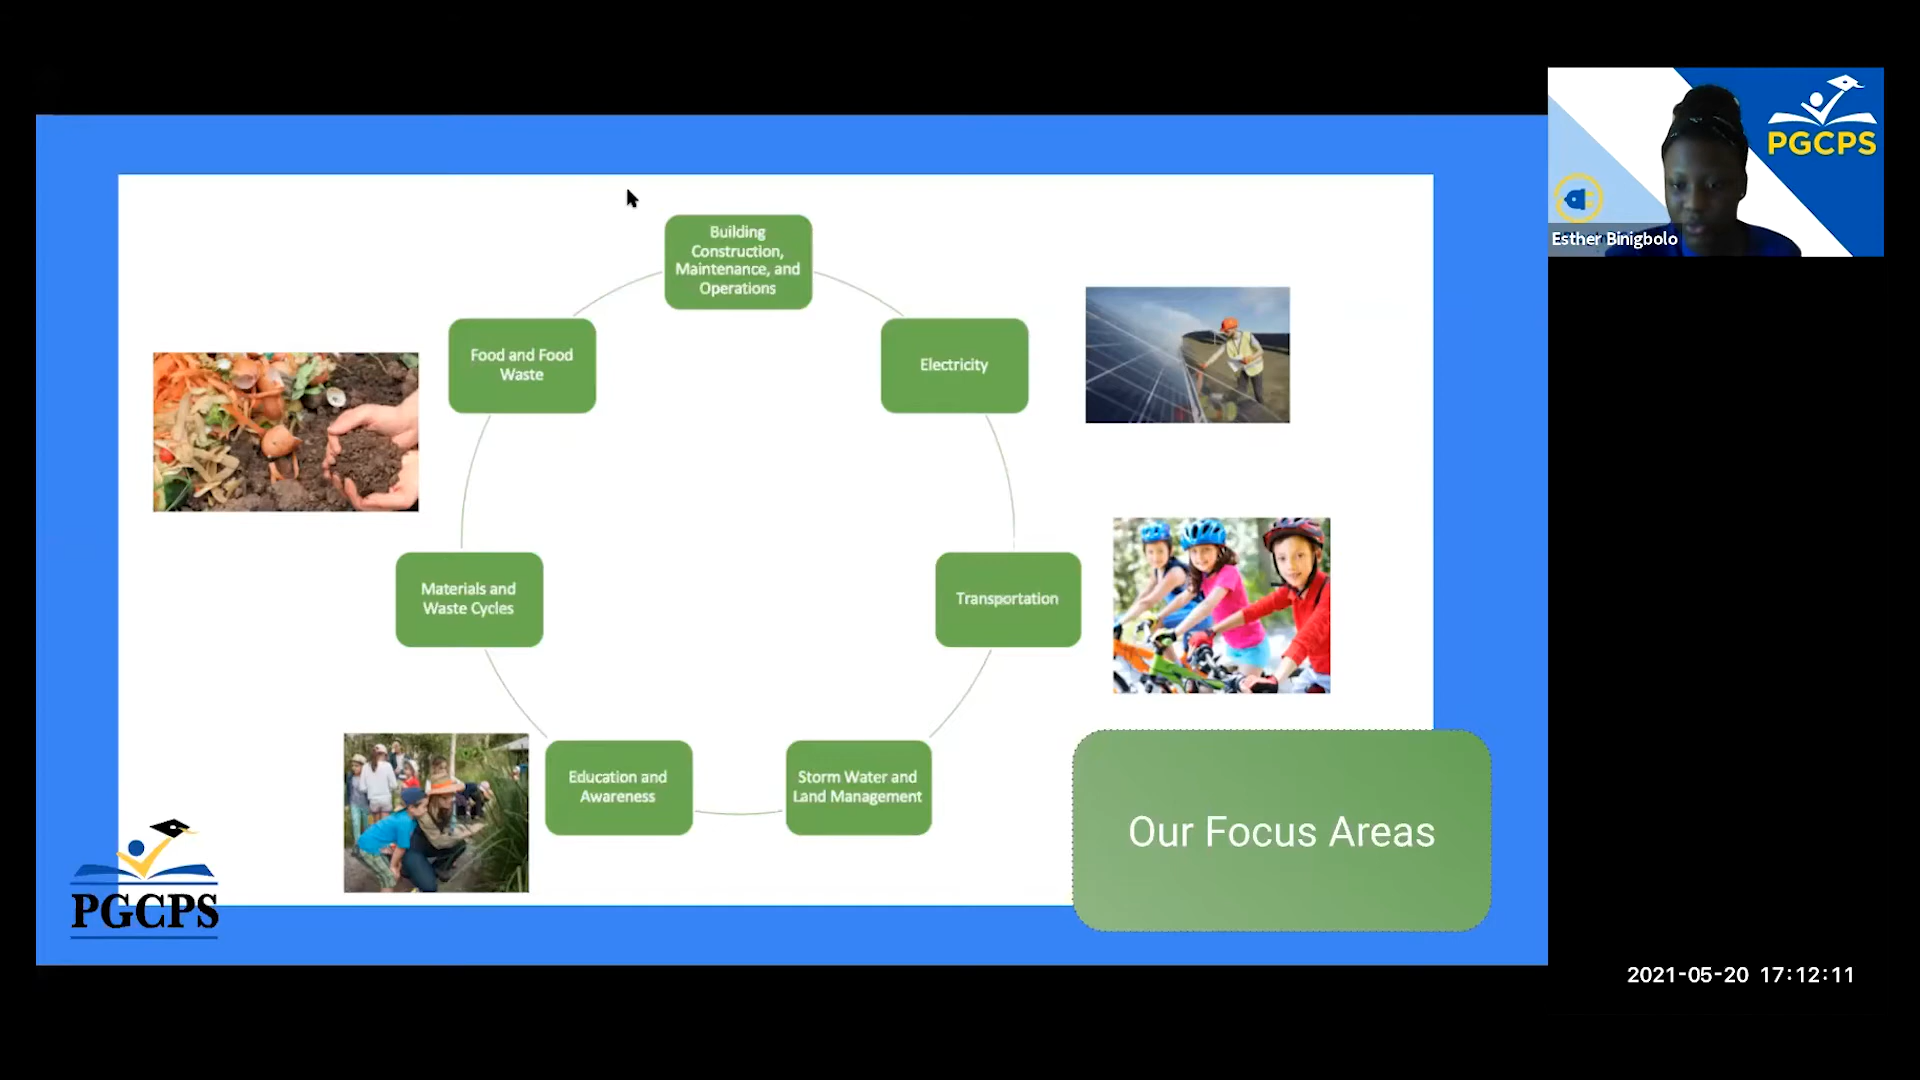 Building
Construction,
Maintenance, and
Operations
Food and Food
Waste
Electricity
Materials and
Waste Cycles
Transportation
Education and
Awareness
Storm Water and
Land Management
Our Focus Areas
PGCPS
PGCPS
Esther Binigbolo
2021-05-20 17:12:11